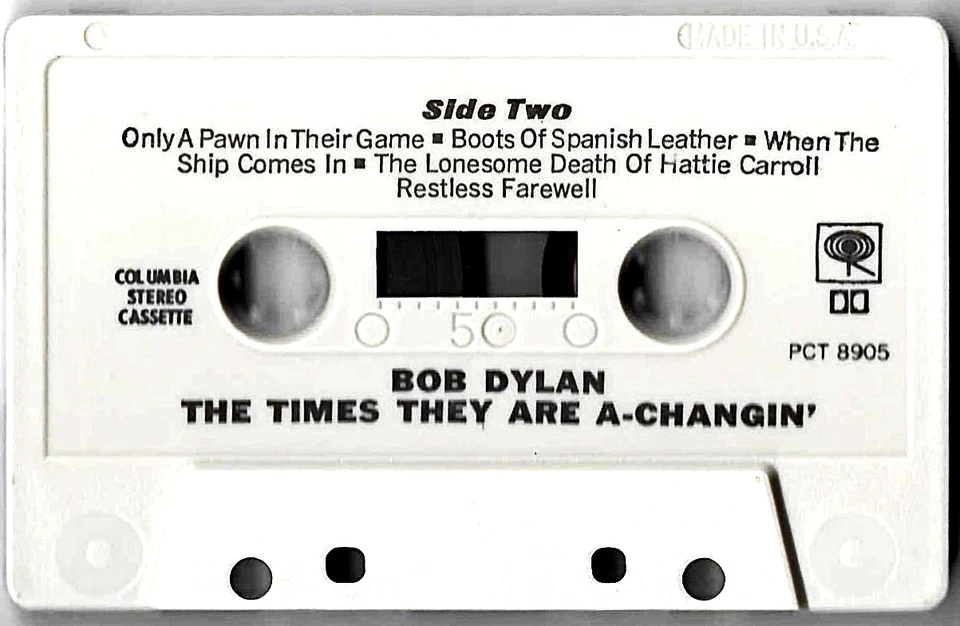 MADE IN U.S.A.
Side Two
Only A Pawn In Their Game ▪ Boots Of Spanish Leather ▪ When The
Ship Comes In ▪ The Lonesome Death Of Hattie Carroll
Restless Farewell
COLUMBIA
STEREO
CASSETTE
50
PCT 8905
BOB DYLAN
THE TIMES THEY ARE A-CHANGIN'